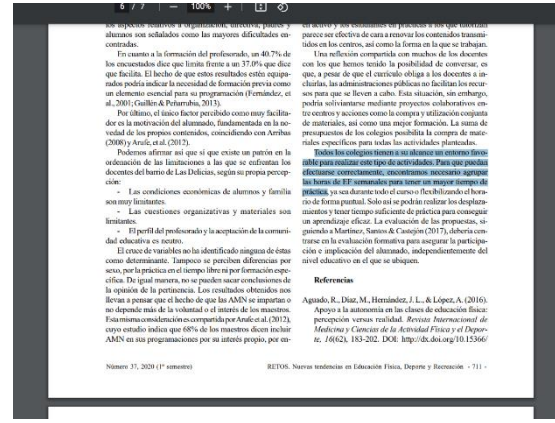 6 / 7 | — 100% +
los aspectos relativos a organización, directiva, padres y
alumnos son señalados como las mayores dificultades en-
contradas.
En cuanto a la formación del profesorado, un 40.7% de
los encuestados dice que limita frente a un 37.0% que dice
que facilita. El hecho de que estos resultados estén equipa-
rados podría indicar la necesidad de formación previa como
un elemento esencial para su programación (Fernández, et
al., 2001; Guillén & Peñarrubia, 2013).
Por último, el único factor percibido como muy facilita-
dor es la motivación del alumnado, fundamentada en la no-
vedad de los propios contenidos, coincidiendo con Arribas
(2008) y Arufe, et al. (2012).
Podemos afirmar así que sí que existe un patrón en la
ordenación de las limitaciones a las que se enfrentan los
docentes del barrio de Las Delicias, según su propia percep-
ción:
- Las condiciones económicas de alumnos y familia
son muy limitantes.
- Las cuestiones organizativas y materiales son
limitantes.
- El perfil del profesorado y la aceptación de la comuni-
dad educativa es neutro.
El cruce de variables no ha identificado ninguna de éstas
como determinante. Tampoco se perciben diferencias por
sexo, por la práctica en el tiempo libre ni por formación espe-
cífica. De igual manera, no se pueden sacar conclusiones de
la opinión de la pertinencia. Los resultados obtenidos nos
llevan a pensar que el hecho de que las AMN se impartan o
no depende más de la voluntad o el interés de los maestros.
Esta misma consideración es compartida por Arufe et al. (2012),
cuyo estudio indica que 68% de los maestros dicen incluir
AMN en sus programaciones por su interés propio, por en-
en activo y los estudiantes en prácticas a los que tutorizan
parece ser efectiva de cara a renovar los contenidos transmi-
tidos en los centros, así como la forma en la que se trabajan.
Una reflexión compartida con muchos de los docentes
con los que hemos tenido la posibilidad de conversar, es
que, a pesar de que el currículo obliga a los docentes a in-
cluirlas, las administraciones públicas no facilitan los recur-
sos para que se lleven a cabo. Esta situación, sin embargo,
podría solventarse mediante proyectos colaborativos en-
tre centros y acciones como la compra y utilización conjunta
de materiales, así como una mejor formación. La suma de
presupuestos de los colegios posibilita la compra de mate-
riales específicos para todas las actividades planteadas.
Todos los colegios tienen a su alcance un entorno favo-
rable para realizar este tipo de actividades. Para que puedan
efectuarse correctamente, encontramos necesario agrupar
las horas de EF semanales para tener un mayor tiempo de
práctica, ya sea durante todo el curso o flexibilizando el hora-
rio de forma puntual. Solo así se podrán realizar los desplaza-
mientos y tener tiempo suficiente de práctica para conseguir
un aprendizaje eficaz. La evaluación de las propuestas, si-
guiendo a Martínez, Santos & Castejón (2017), debería cen-
trarse en la evaluación formativa para asegurar la participa-
ción e implicación del alumnado, independientemente del
nivel educativo en el que se ubiquen.
Referencias
Aguado, R., Díaz, M., Hernández, J. L., & López, A. (2016).
Apoyo a la autonomía en las clases de educación física:
percepción versus realidad. Revista Internacional de
Medicina y Ciencias de la Actividad Física y el Depor-
te, 16(62), 183-202. DOI: http://dx.doi.org/10.15366/
Número 37, 2020 (1º semestre)
RETOS. Nuevas tendencias en Educación Física, Deporte y Recreación - 711 -